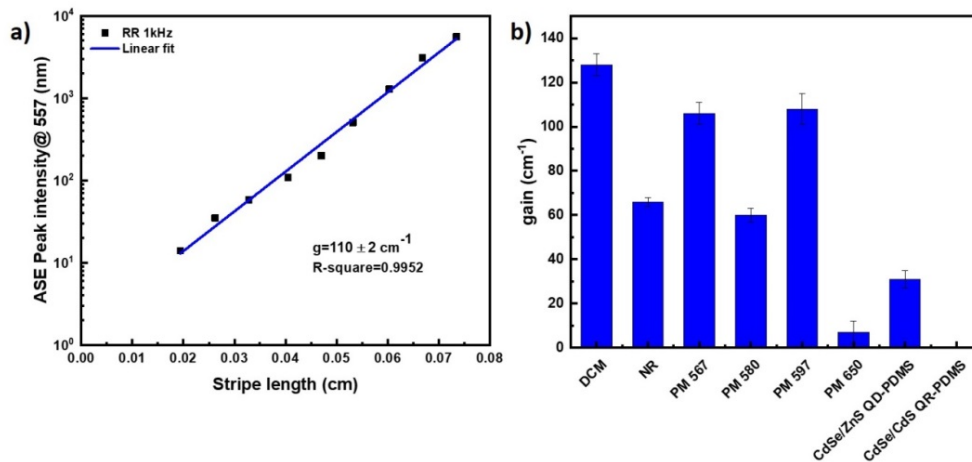 a)
RR 1kHz
Linear fit
ASE Peak intensity@ 557 (nm)
10⁴
10³
10²
10¹
10⁰
g=110 ± 2 cm⁻¹
R-square=0.9952
0.00 0.01 0.02 0.03 0.04 0.05 0.06 0.07 0.08
Stripe length (cm)
b)
gain (cm⁻¹)
140
120
100
80
60
40
20
0
DCM
NR
PM 567
PM 580
PM 597
PM 650
CdSe/ZnS QD-PDMS
CdSe/CdS QR-PDMS